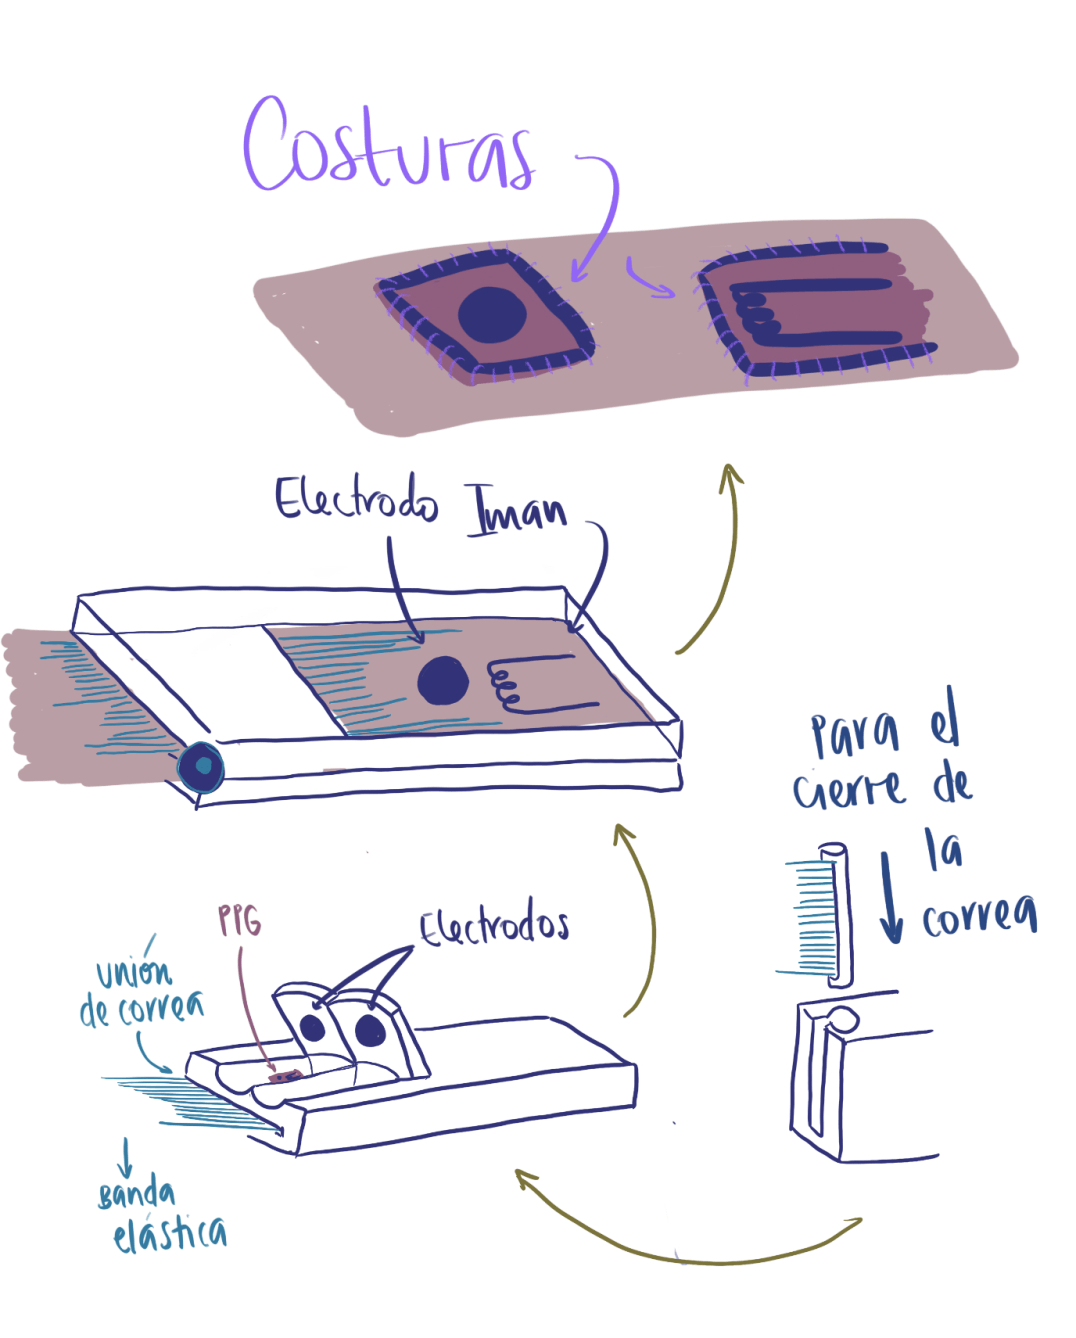 Costuras
Electrodo Iman
Para el
cierre de
la
correa
PPG
Electrodos
unión
de correa
Banda
elástica